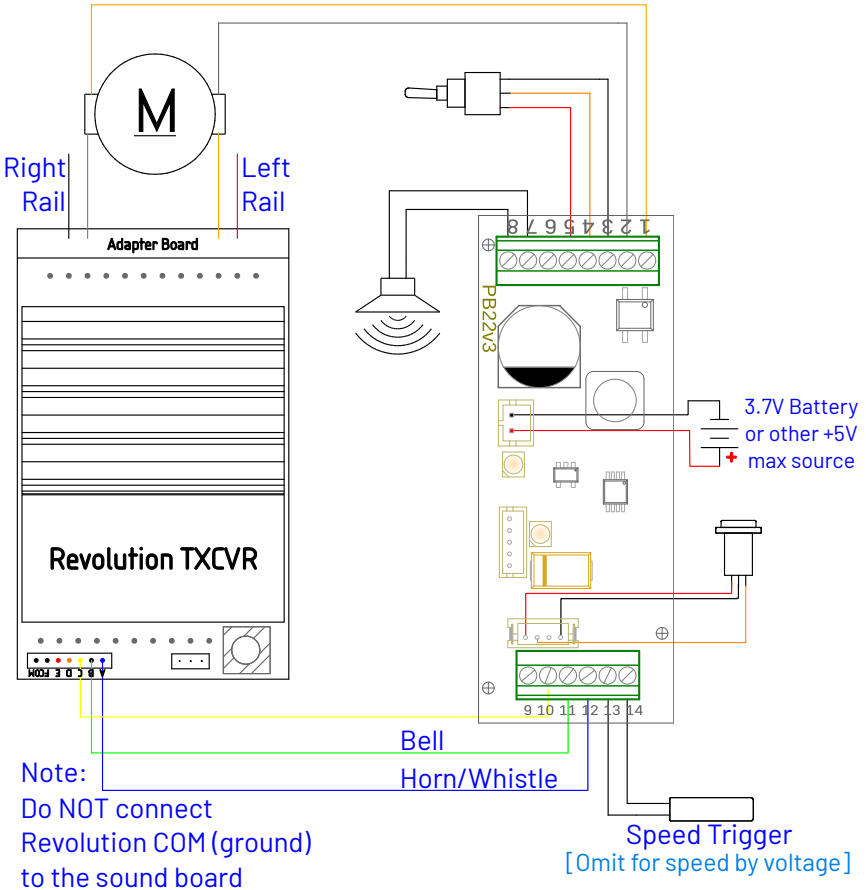 M
Right
Rail
Left
Rail
Adapter Board
8 7 6 5 4 3 2 1
PB22v3
3.7V Battery
or other +5V
max source
+
Revolution TXCVR
FCOM E D C B A
9 10 11 12 13 14
Bell
Horn/Whistle
Note:
Do NOT connect
Revolution COM (ground)
to the sound board
Speed Trigger
[Omit for speed by voltage]